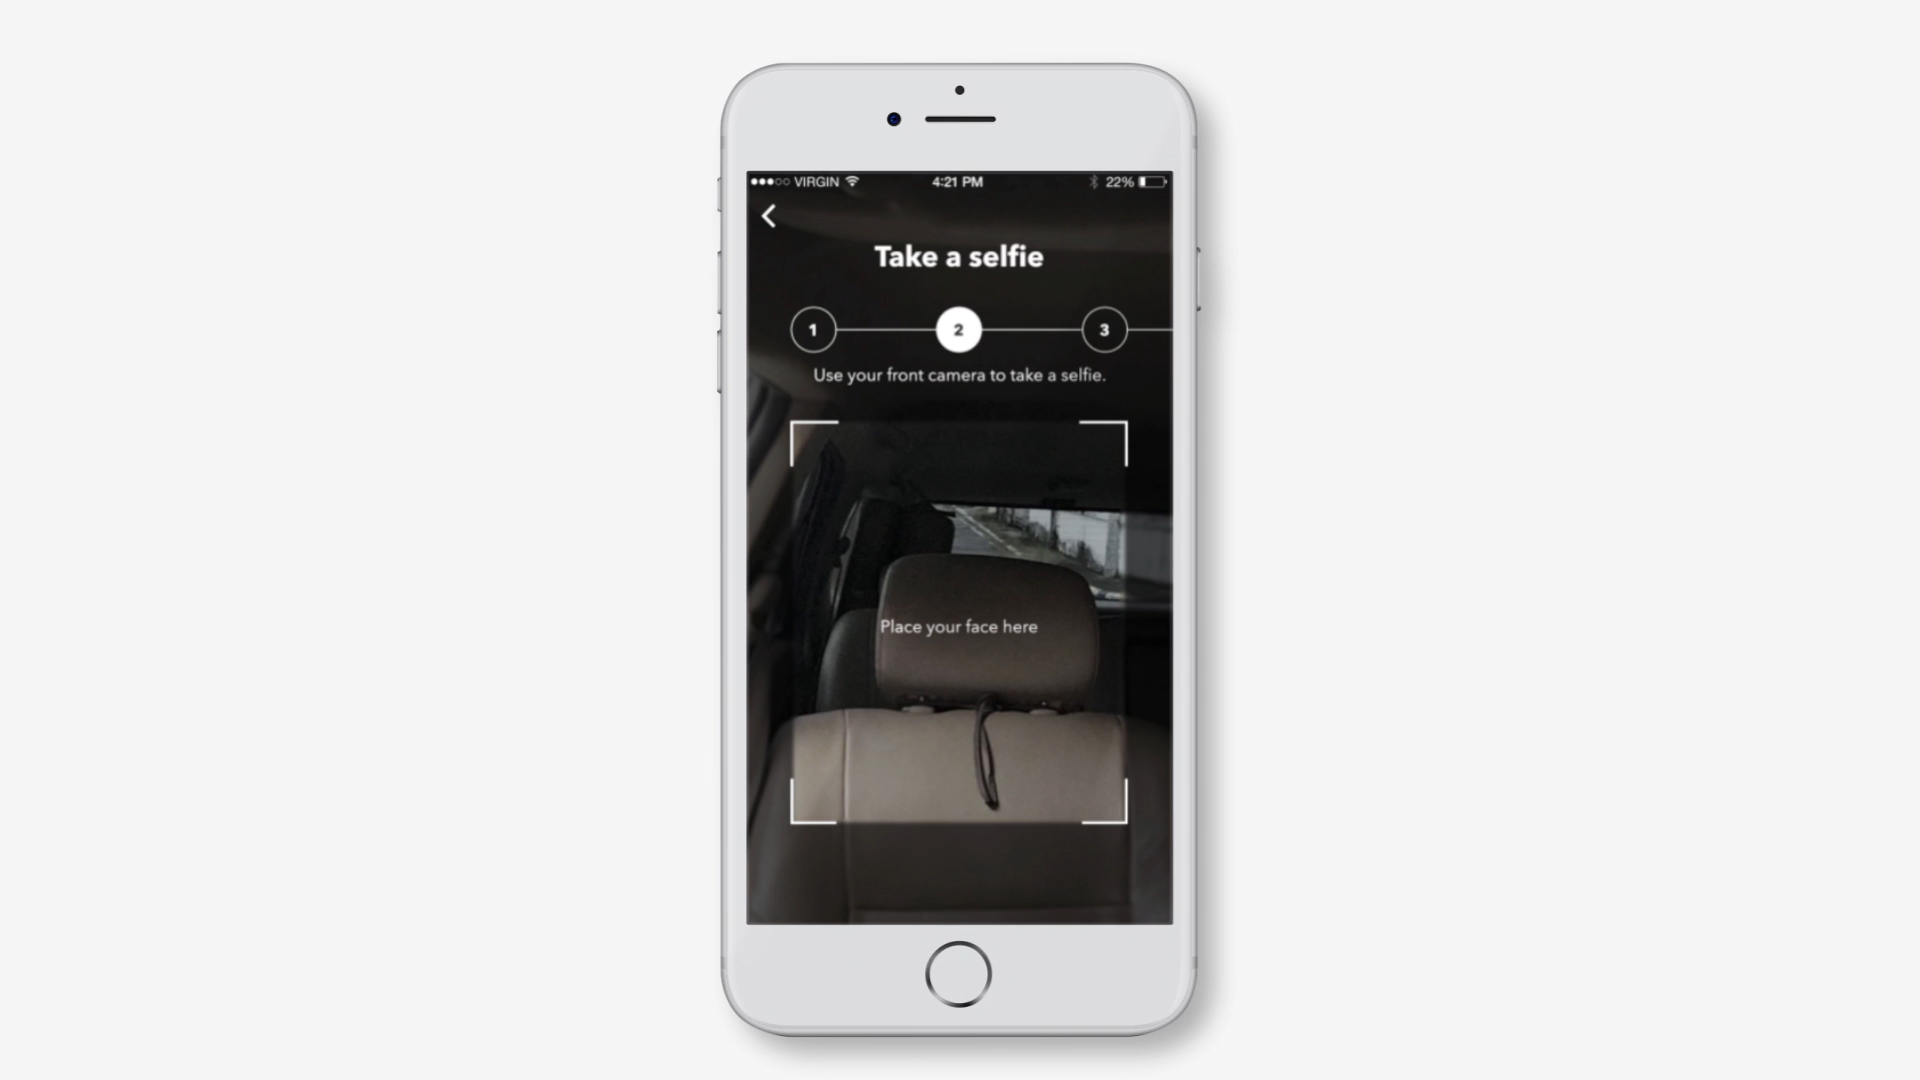 VIRGIN 4:21 PM 22%
Take a selfie
1 2 3
Use your front camera to take a selfie.
Place your face here